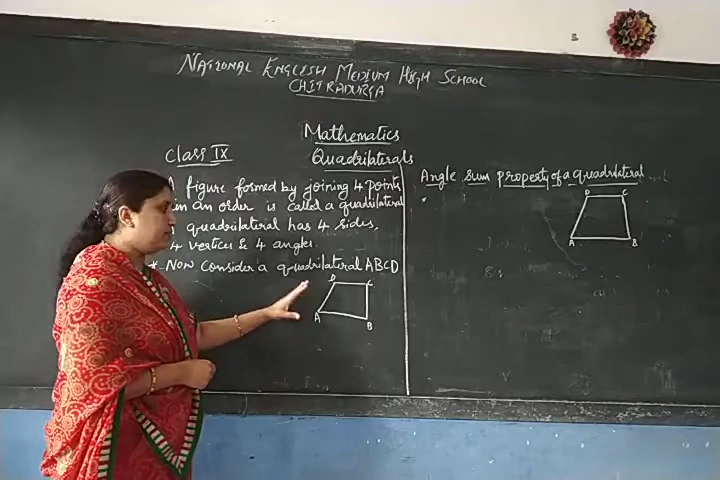 NATIONAL ENGLISH MEDIUM HIGH SCHOOL
CHITRADURGA
Mathematics
Class IX
Quadrilaterals
figure formed by joining 4 points
in an order is called a quadrilateral
quadrilateral has 4 sides,
4 vertices & 4 angles.
* Now consider a quadrilateral ABCD
D C
A B
Angle sum property of a quadrilateral
D C
A B